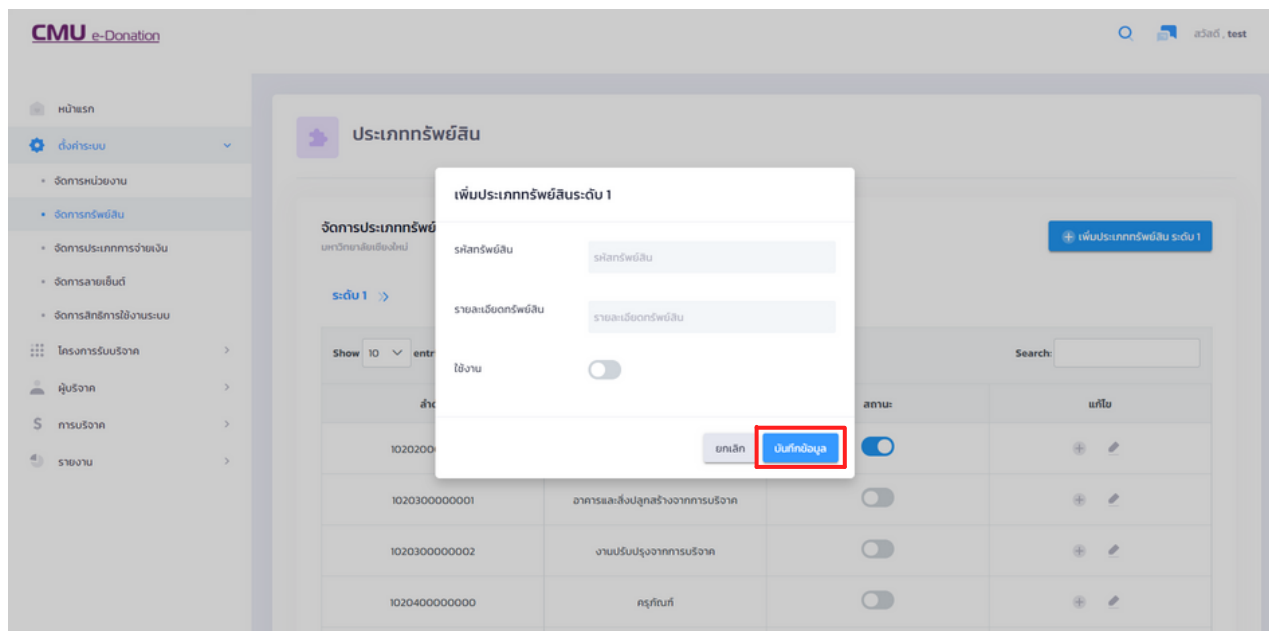 CMU e-Donation
สวัสดี , test
หน้าแรก
ตั้งค่าระบบ
จัดการหน่วยงาน
จัดการทรัพย์สิน
จัดการประเภทการจ่ายเงิน
จัดการลายเซ็นต์
จัดการสิทธิการใช้งานระบบ
โครงการรับบริจาค
ผู้บริจาค
การบริจาค
รายงาน
ประเภททรัพย์สิน
จัดการประเภททรัพย์
มหาวิทยาลัยเชียงใหม่
เพิ่มประเภททรัพย์สิน ระดับ 1
ระดับ 1
Show 10 entr
Search:
ลำด
สถานะ
แก้ไข
1020200
1020300000001 อาคารและสิ่งปลูกสร้างจากการบริจาค
1020300000002 งานปรับปรุงจากการบริจาค
1020400000000 ครุภัณฑ์
เพิ่มประเภททรัพย์สินระดับ 1
รหัสทรัพย์สิน
รหัสทรัพย์สิน
รายละเอียดทรัพย์สิน
รายละเอียดทรัพย์สิน
ใช้งาน
ยกเลิก
บันทึกข้อมูล